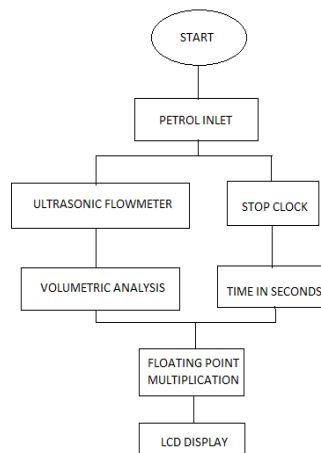 START
PETROL INLET
ULTRASONIC FLOWMETER
STOP CLOCK
VOLUMETRIC ANALYSIS
TIME IN SECONDS
FLOATING POINT
MULTIPLICATION
LCD DISPLAY